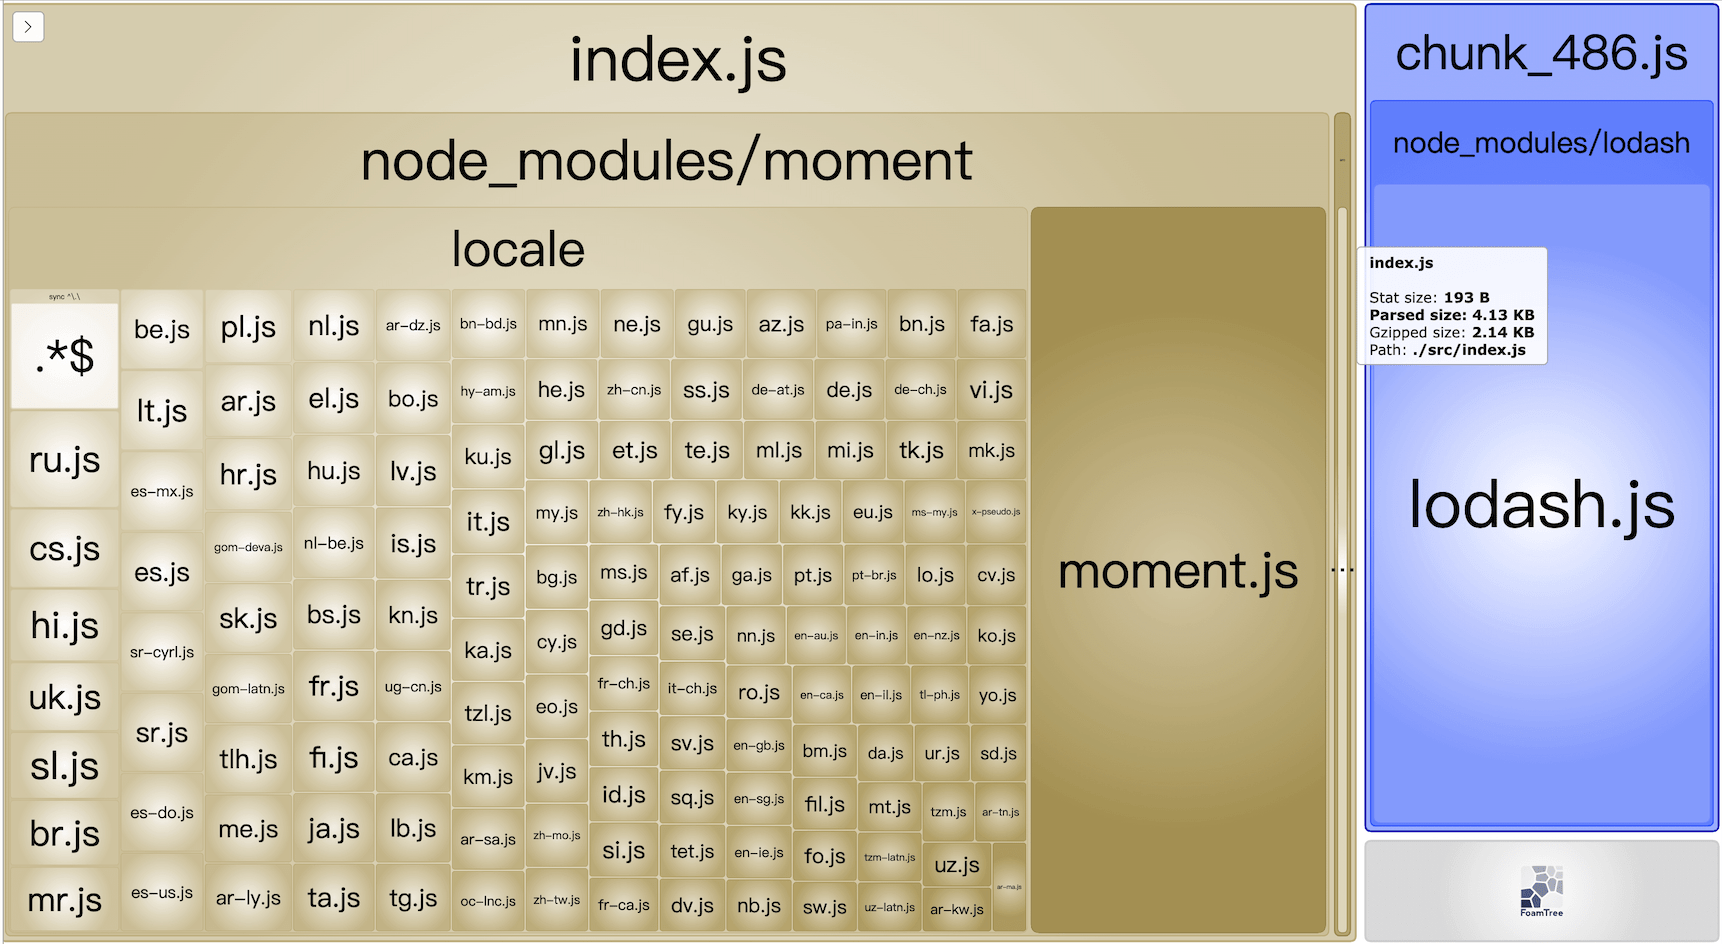 index.js
node_modules/moment
locale
sync ^\.\
.*$
ru.js
cs.js
hi.js
uk.js
sl.js
br.js
mr.js
be.js
lt.js
es-mx.js
es.js
sr-cyrl.js
sr.js
es-do.js
es-us.js
pl.js
ar.js
hr.js
gom-deva.js
sk.js
gom-latn.js
tlh.js
me.js
ar-ly.js
nl.js
el.js
hu.js
nl-be.js
bs.js
fr.js
fi.js
ja.js
ta.js
ar-dz.js
bo.js
lv.js
is.js
kn.js
ug-cn.js
ca.js
lb.js
tg.js
bn-bd.js
hy-am.js
ku.js
it.js
tr.js
ka.js
tzl.js
km.js
ar-sa.js
oc-lnc.js
mn.js
ne.js
gu.js
az.js
pa-in.js
bn.js
fa.js
he.js
zh-cn.js
ss.js
de-at.js
de.js
de-ch.js
vi.js
gl.js
et.js
te.js
ml.js
mi.js
tk.js
mk.js
my.js
zh-hk.js
fy.js
ky.js
kk.js
eu.js
ms-my.js
x-pseudo.js
bg.js
cy.js
eo.js
jv.js
zh-mo.js
zh-tw.js
ms.js
gd.js
fr-ch.js
th.js
id.js
si.js
fr-ca.js
af.js
ga.js
pt.js
pt-br.js
lo.js
cv.js
se.js
it-ch.js
sv.js
sq.js
tet.js
dv.js
nn.js
en-au.js
en-in.js
en-nz.js
ko.js
ro.js
en-gb.js
en-sg.js
en-ie.js
nb.js
en-ca.js
en-il.js
tl-ph.js
yo.js
bm.js
fil.js
fo.js
sw.js
da.js
ur.js
sd.js
mt.js
tzm-latn.js
uz-latn.js
tzm.js
ar-tn.js
uz.js
ar-kw.js
ar-ma.js
moment.js
...
chunk_486.js
node_modules/lodash
lodash.js
index.js
Stat size: 193 B
Parsed size: 4.13 KB
Gzipped size: 2.14 KB
Path: ./src/index.js
FoamTree